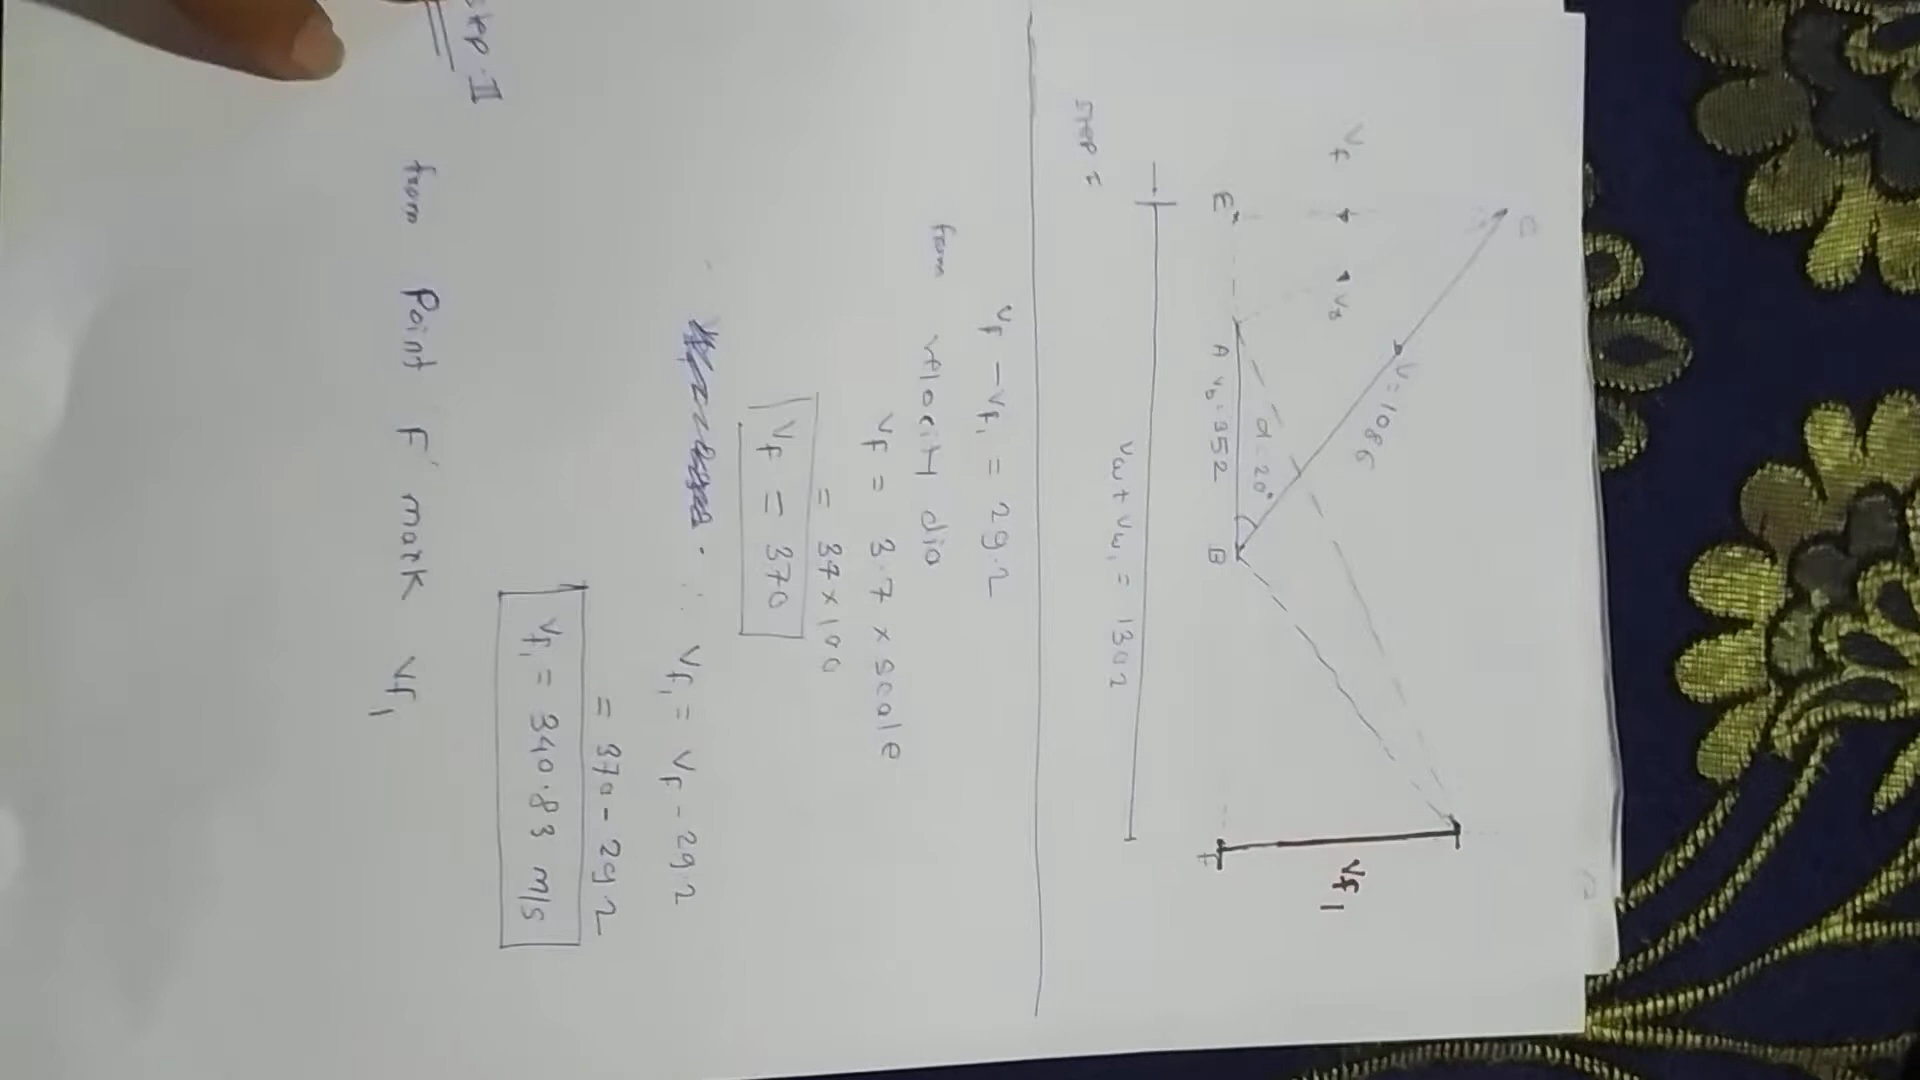 C
V = 1086
Vf
Vb
E
A
Vb = 352
α = 20°
B
F
Vf1
Vw + Vw1 = 1302
STEP I
Vf - Vf1 = 29.2
from velocity dia
Vf = 3.7 × scale
= 37 × 100
Vf = 370
∴ Vf1 = Vf - 29.2
= 370 - 29.2
Vf1 = 340.83 m/s
step-II
from Point F mark Vf1